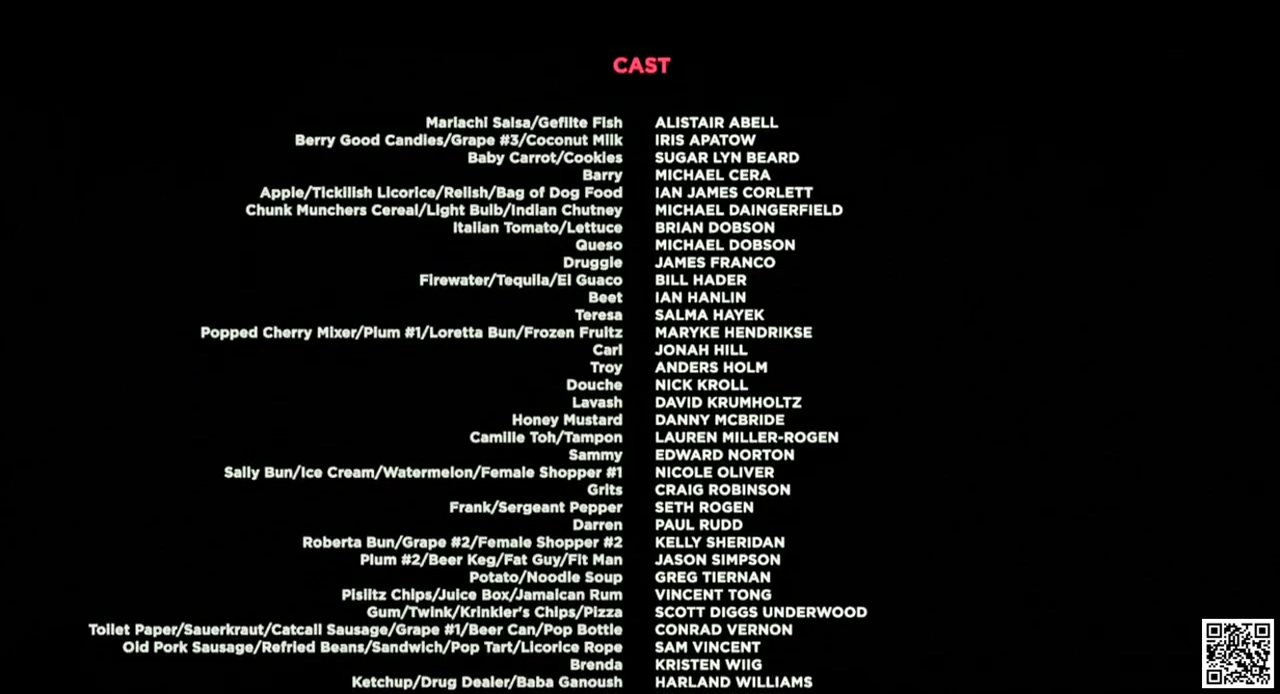 CAST
Mariachi Salsa/Gefilte Fish ALISTAIR ABELL
Berry Good Candies/Grape #3/Coconut Milk IRIS APATOW
Baby Carrot/Cookies SUGAR LYN BEARD
Barry MICHAEL CERA
Apple/Ticklish Licorice/Relish/Bag of Dog Food IAN JAMES CORLETT
Chunk Munchers Cereal/Light Bulb/Indian Chutney MICHAEL DAINGERFIELD
Italian Tomato/Lettuce BRIAN DOBSON
Queso MICHAEL DOBSON
Druggie JAMES FRANCO
Firewater/Tequila/El Guaco BILL HADER
Beet IAN HANLIN
Teresa SALMA HAYEK
Popped Cherry Mixer/Plum #1/Loretta Bun/Frozen Fruitz MARYKE HENDRIKSE
Carl JONAH HILL
Troy ANDERS HOLM
Douche NICK KROLL
Lavash DAVID KRUMHOLTZ
Honey Mustard DANNY MCBRIDE
Camille Toh/Tampon LAUREN MILLER-ROGEN
Sammy EDWARD NORTON
Sally Bun/Ice Cream/Watermelon/Female Shopper #1 NICOLE OLIVER
Grits CRAIG ROBINSON
Frank/Sergeant Pepper SETH ROGEN
Darren PAUL RUDD
Roberta Bun/Grape #2/Female Shopper #2 KELLY SHERIDAN
Plum #2/Beer Keg/Fat Guy/Fit Man JASON SIMPSON
Potato/Noodle Soup GREG TIERNAN
Pislitz Chips/Juice Box/Jamaican Rum VINCENT TONG
Gum/Twink/Krinkler's Chips/Pizza SCOTT DIGGS UNDERWOOD
Toilet Paper/Sauerkraut/Catcall Sausage/Grape #1/Beer Can/Pop Bottle CONRAD VERNON
Old Pork Sausage/Refried Beans/Sandwich/Pop Tart/Licorice Rope SAM VINCENT
Brenda KRISTEN WIIG
Ketchup/Drug Dealer/Baba Ganoush HARLAND WILLIAMS